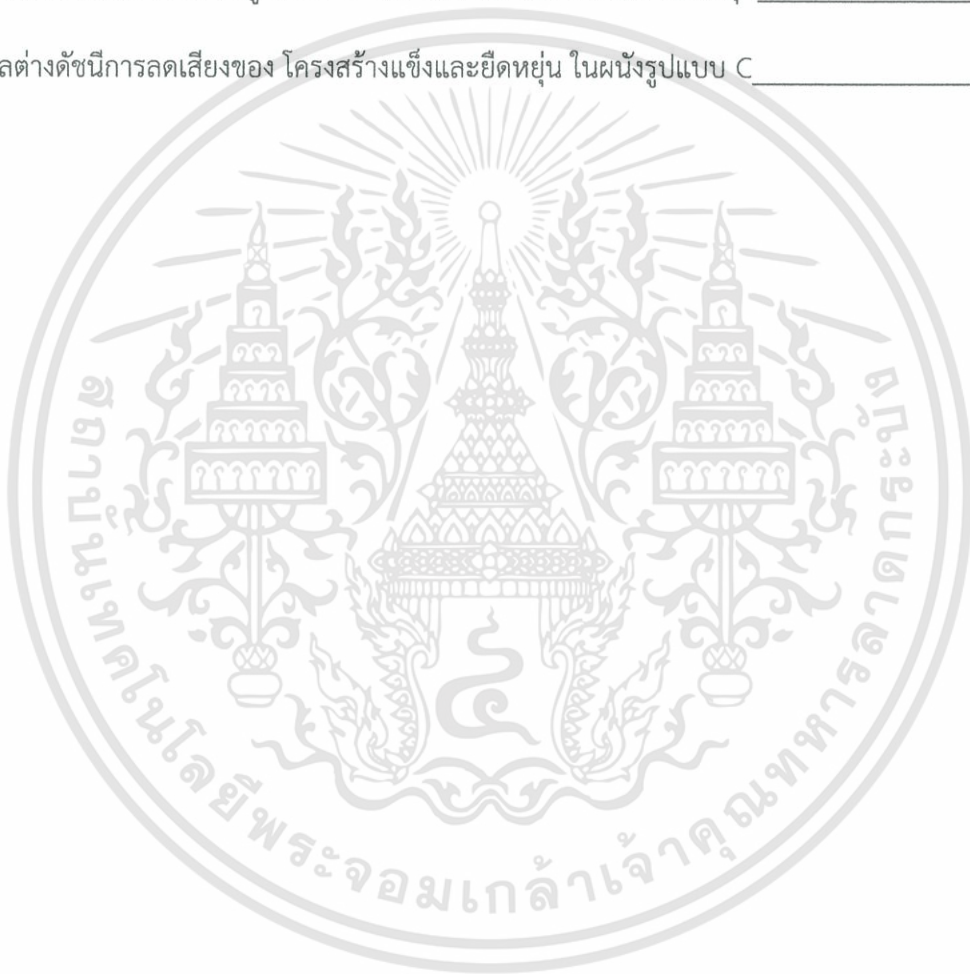 ลต่างดัชนีการลดเสียงของ โครงสร้างแข็งและยืดหยุ่น ในผนังรูปแบบ C
สถาบันเทคโนโลยีพระจอมเกล้าเจ้าคุณทหารลาดกระบัง
๔